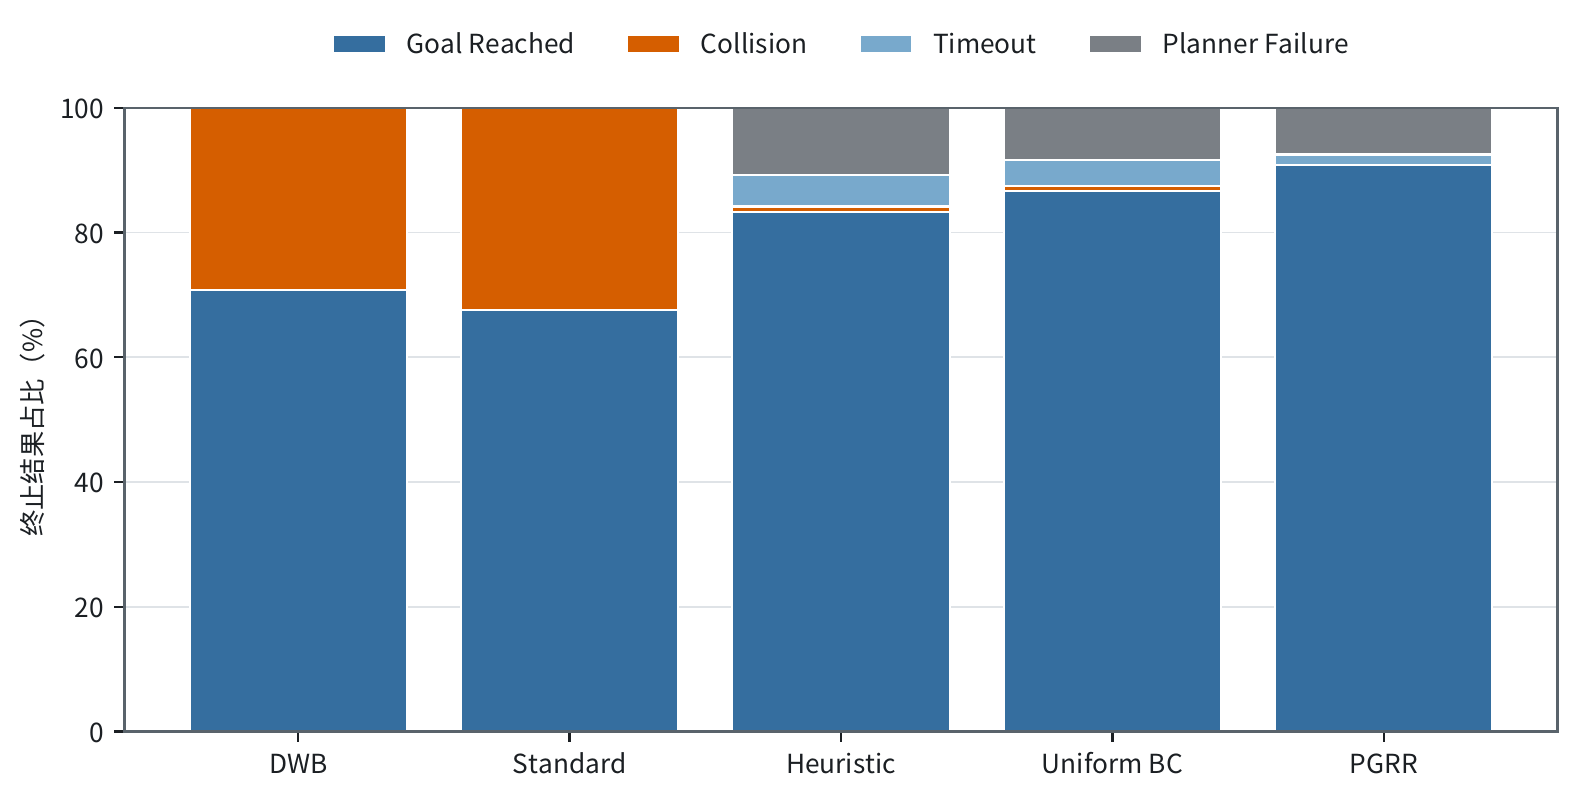 Goal Reached Collision Timeout Planner Failure
100
80
60
40
20
0
终止结果占比（%）
DWB Standard Heuristic Uniform BC PGRR